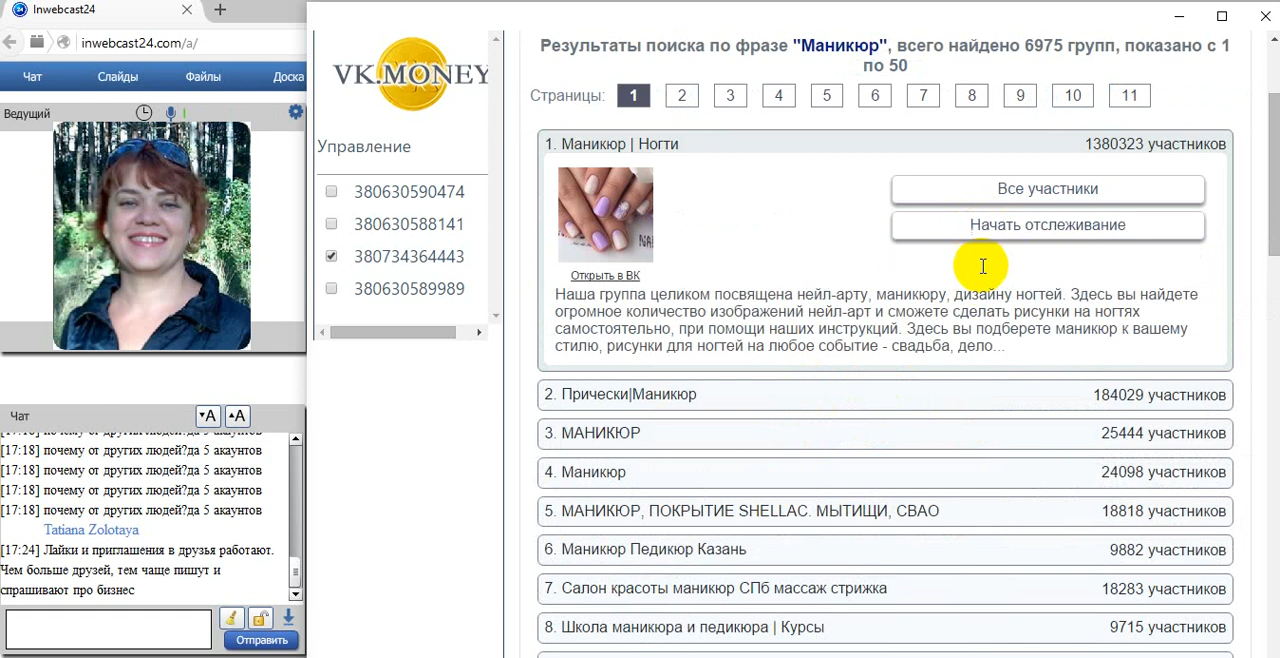 Inwebcast24
inwebcast24.com/a/
Чат Слайды Файлы Доска
Ведущий
Чат
▾A ▴A
[17:18] почему от других людей?да 5 акаунтов
[17:18] почему от других людей?да 5 акаунтов
[17:18] почему от других людей?да 5 акаунтов
[17:18] почему от других людей?да 5 акаунтов
Tatiana Zolotaya
[17:24] Лайки и приглашения в друзья работают.
Чем больше друзей, тем чаще пишут и
спрашивают про бизнес
Отправить
VK.MONEY
Управление
380630590474
380630588141
380734364443
380630589989
Результаты поиска по фразе "Маникюр", всего найдено 6975 групп, показано с 1
по 50
Страницы: 1 2 3 4 5 6 7 8 9 10 11
1. Маникюр | Ногти 1380323 участников
Все участники
Начать отслеживание
Открыть в ВК
Наша группа целиком посвящена нейл-арту, маникюру, дизайну ногтей. Здесь вы найдете
огромное количество изображений нейл-арт и сможете сделать рисунки на ногтях
самостоятельно, при помощи наших инструкций. Здесь вы подберете маникюр к вашему
стилю, рисунки для ногтей на любое событие - свадьба, дело...
2. Прически|Маникюр 184029 участников
3. МАНИКЮР 25444 участников
4. Маникюр 24098 участников
5. МАНИКЮР, ПОКРЫТИЕ SHELLAC. МЫТИЩИ, СВАО 18818 участников
6. Маникюр Педикюр Казань 9882 участников
7. Салон красоты маникюр СПб массаж стрижка 18283 участников
8. Школа маникюра и педикюра | Курсы 9715 участников